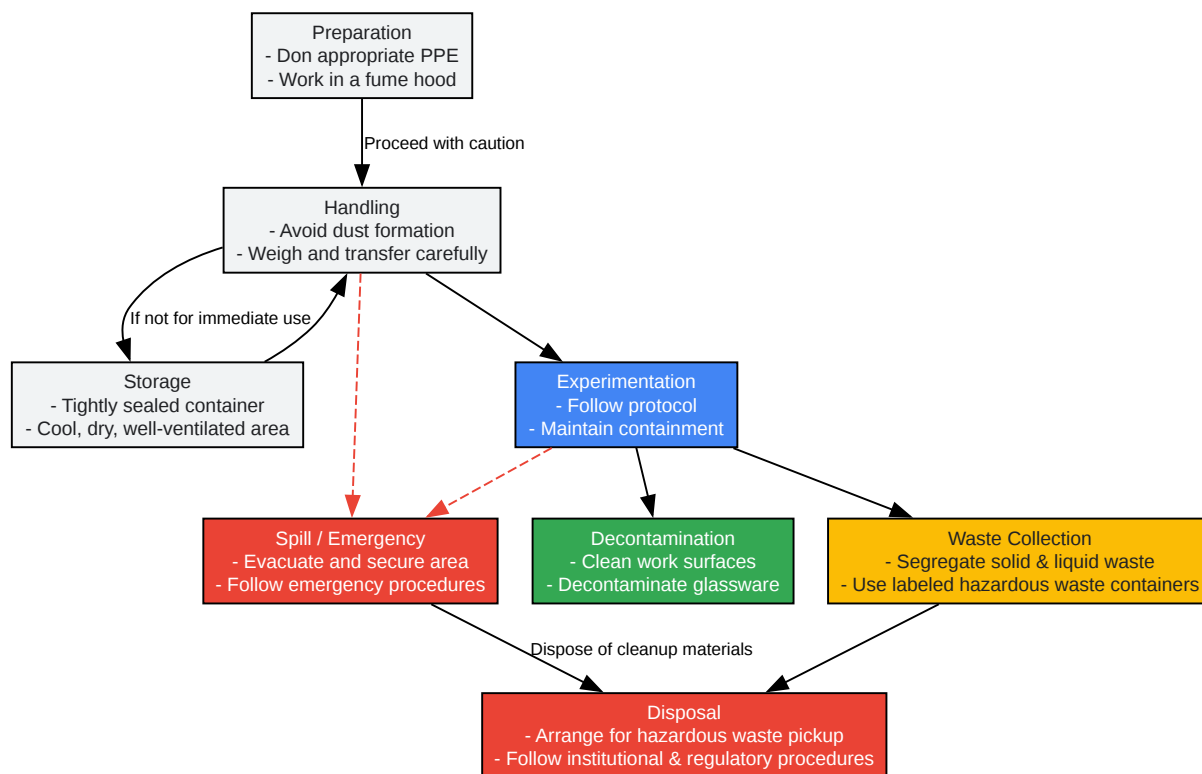 Preparation
- Don appropriate PPE
- Work in a fume hood
Proceed with caution
Handling
- Avoid dust formation
- Weigh and transfer carefully
If not for immediate use
Storage
- Tightly sealed container
- Cool, dry, well-ventilated area
Experimentation
- Follow protocol
- Maintain containment
Spill / Emergency
- Evacuate and secure area
- Follow emergency procedures
Decontamination
- Clean work surfaces
- Decontaminate glassware
Waste Collection
- Segregate solid & liquid waste
- Use labeled hazardous waste containers
Dispose of cleanup materials
Disposal
- Arrange for hazardous waste pickup
- Follow institutional & regulatory procedures